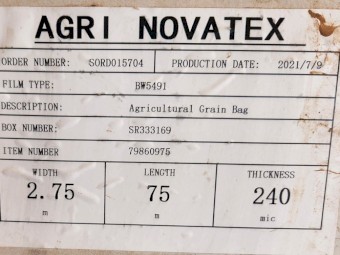 AGRI NOVATEX
ORDER NUMBER: SORD015704 PRODUCTION DATE: 2021/7/9
FILM TYPE: BW549I
DESCRIPTION: Agricultural Grain Bag
BOX NUMBER: SR333169
ITEM NUMBER 79860975
WIDTH LENGTH THICKNESS
2.75 75 240
m m mic